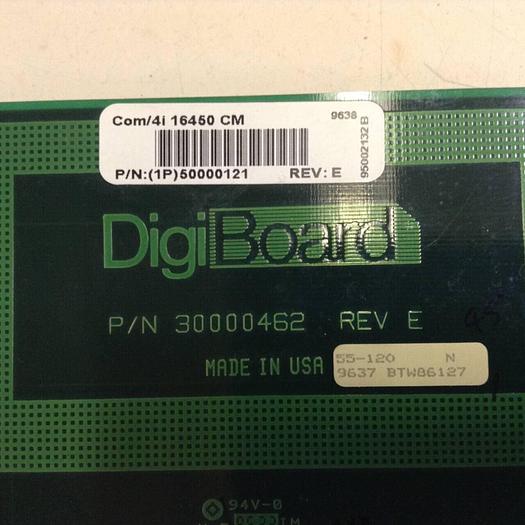 Com/4i 16450 CM
9638
95002132 B
P/N:(1P)50000121 REV: E
DigiBoard
P/N 30000462 REV E
MADE IN USA
55-120 N
9637 BTW86127
94V-0